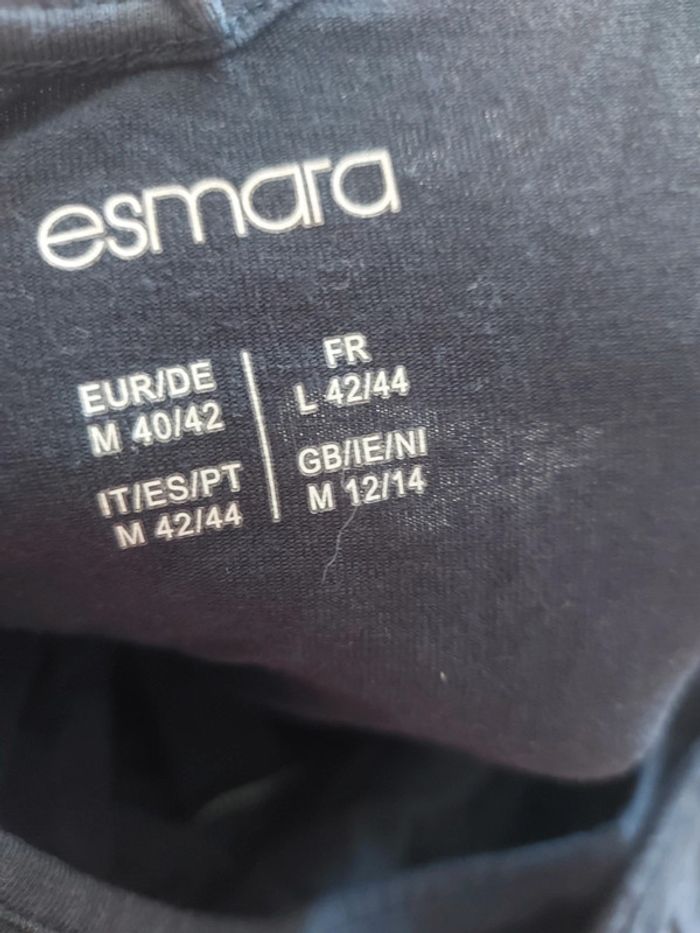 esmara
EUR/DE
M 40/42
FR
L 42/44
IT/ES/PT
M 42/44
GB/IE/NI
M 12/14